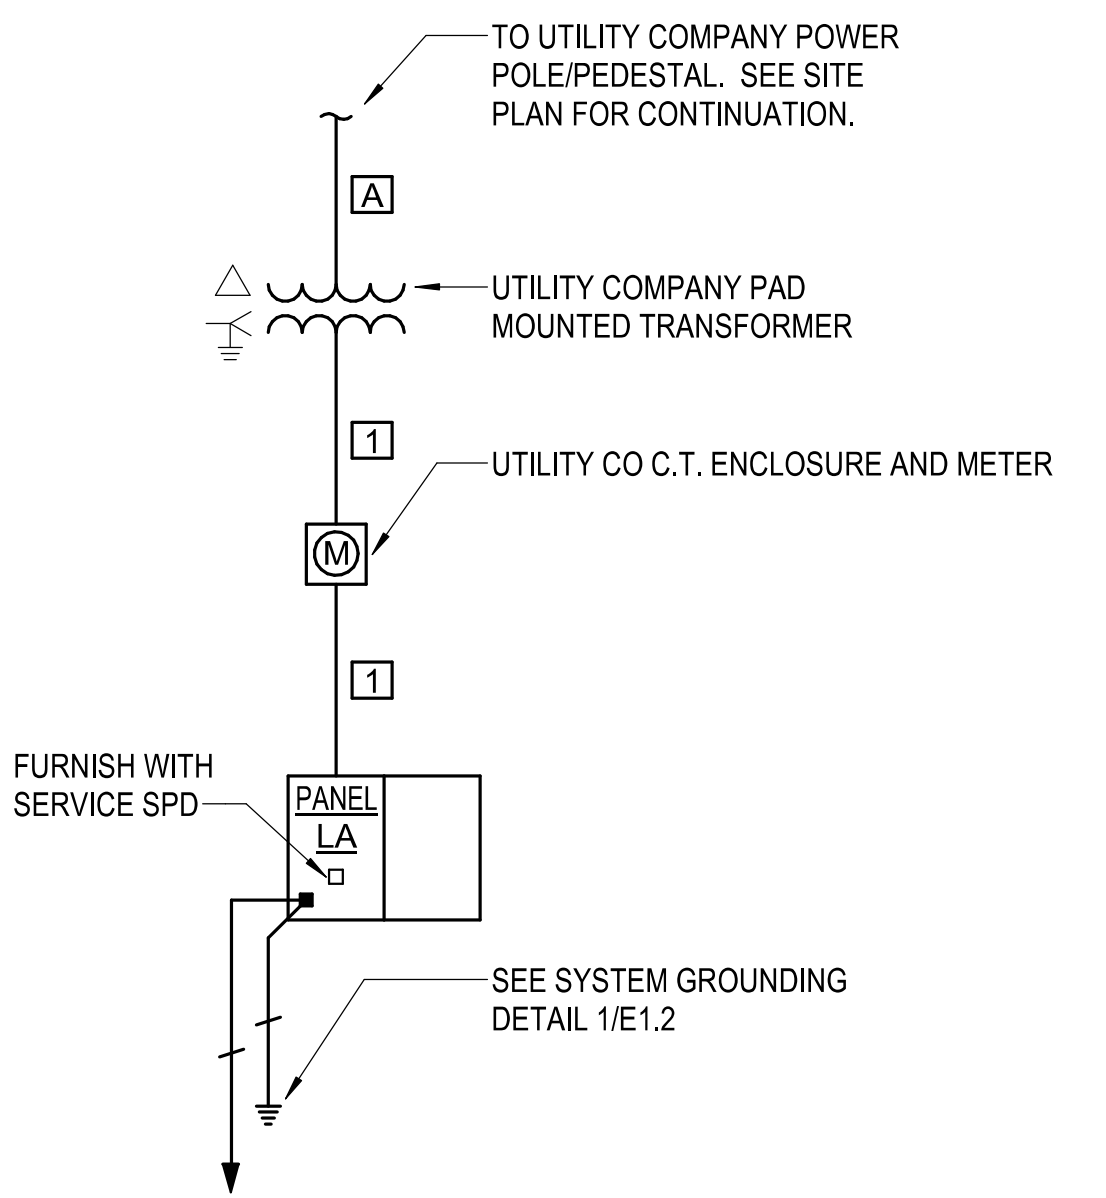 TO UTILITY COMPANY POWER
POLE/PEDESTAL. SEE SITE
PLAN FOR CONTINUATION.
A
UTILITY COMPANY PAD
MOUNTED TRANSFORMER
1
UTILITY CO C.T. ENCLOSURE AND METER
M
1
FURNISH WITH
SERVICE SPD
PANEL
LA
SEE SYSTEM GROUNDING
DETAIL 1/E1.2